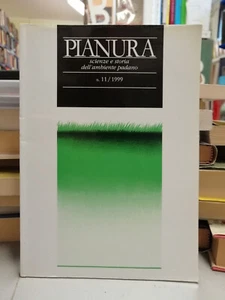 PIANURA
scienze e storia
dell'ambiente padano
n. 11 / 1999